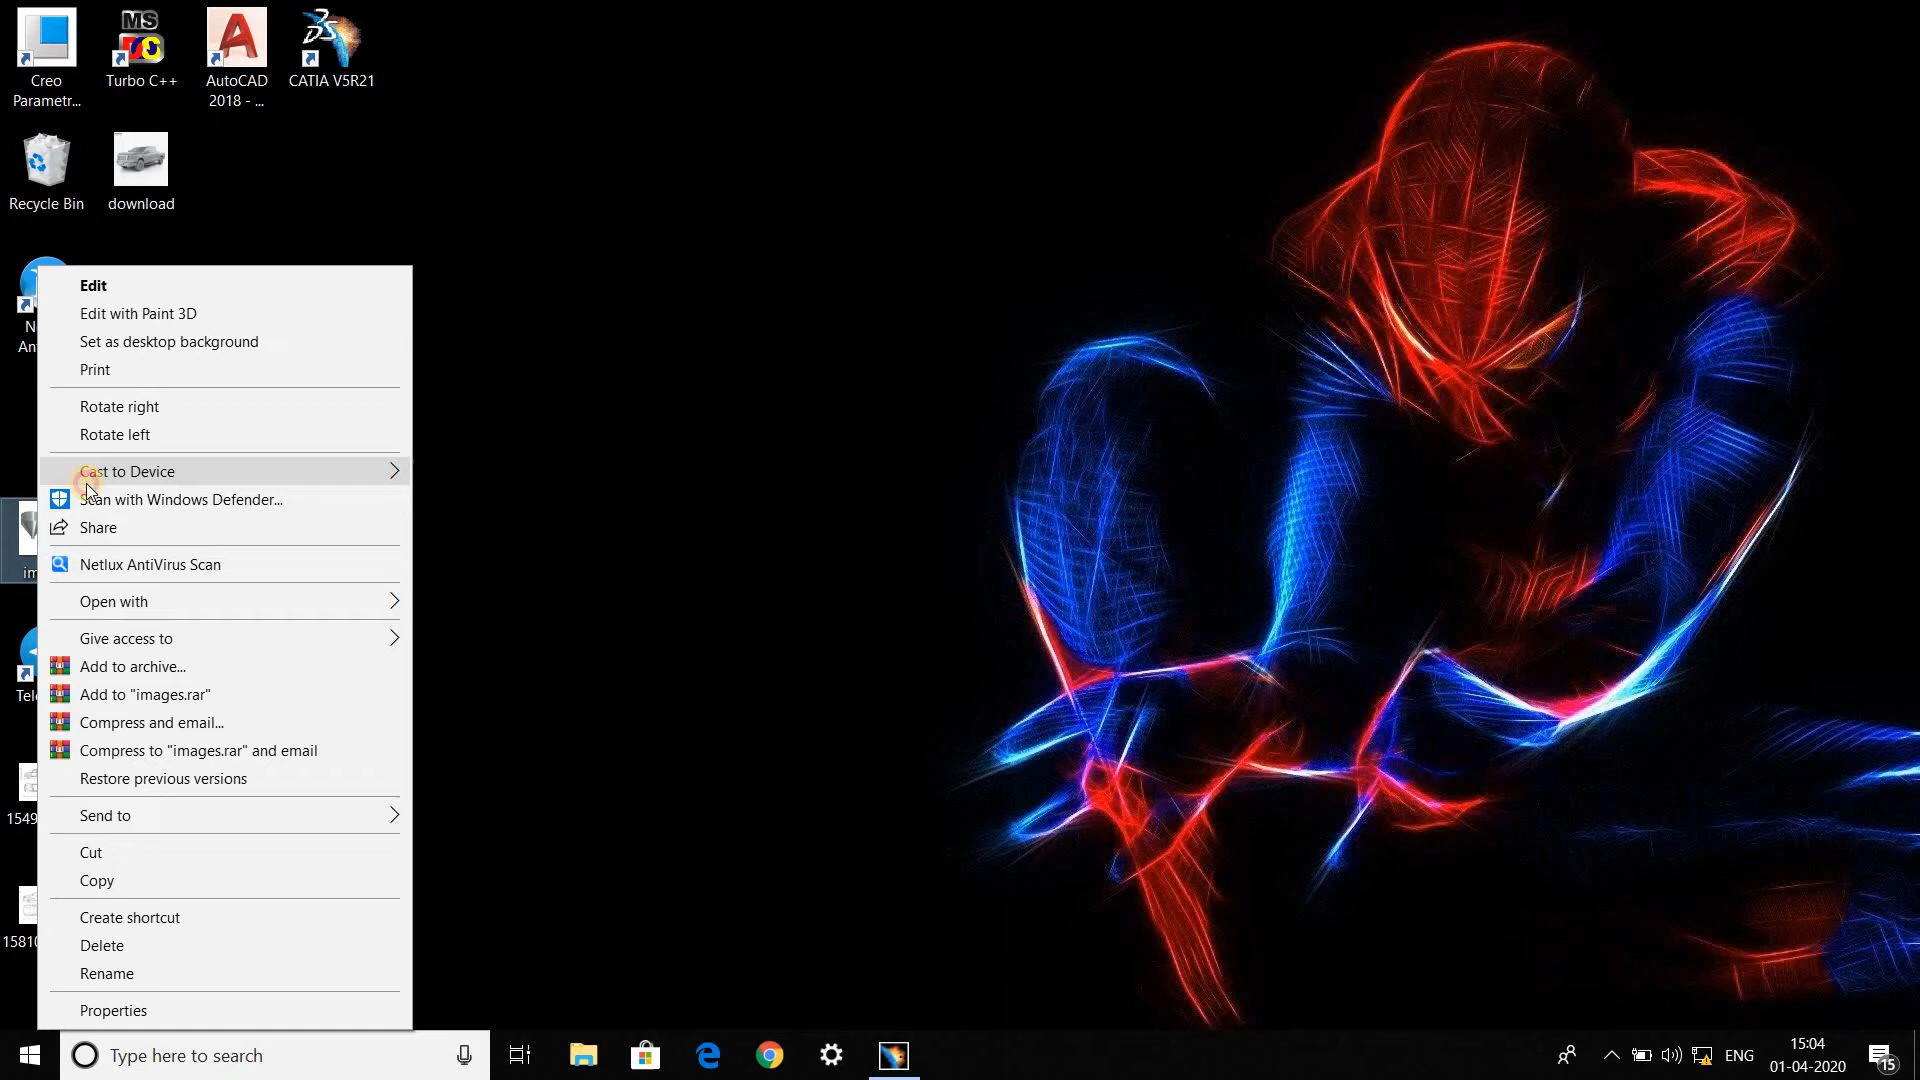 Creo
Parametr...
MS
Turbo C++
AutoCAD
2018 - ...
CATIA V5R21
Recycle Bin
download
Edit
Edit with Paint 3D
Set as desktop background
Print
Rotate right
Rotate left
Cast to Device
Scan with Windows Defender...
Share
Netlux AntiVirus Scan
Open with
Give access to
Add to archive...
Add to "images.rar"
Compress and email...
Compress to "images.rar" and email
Restore previous versions
Send to
Cut
Copy
Create shortcut
Delete
Rename
Properties
Type here to search
ENG
15:04
01-04-2020
15